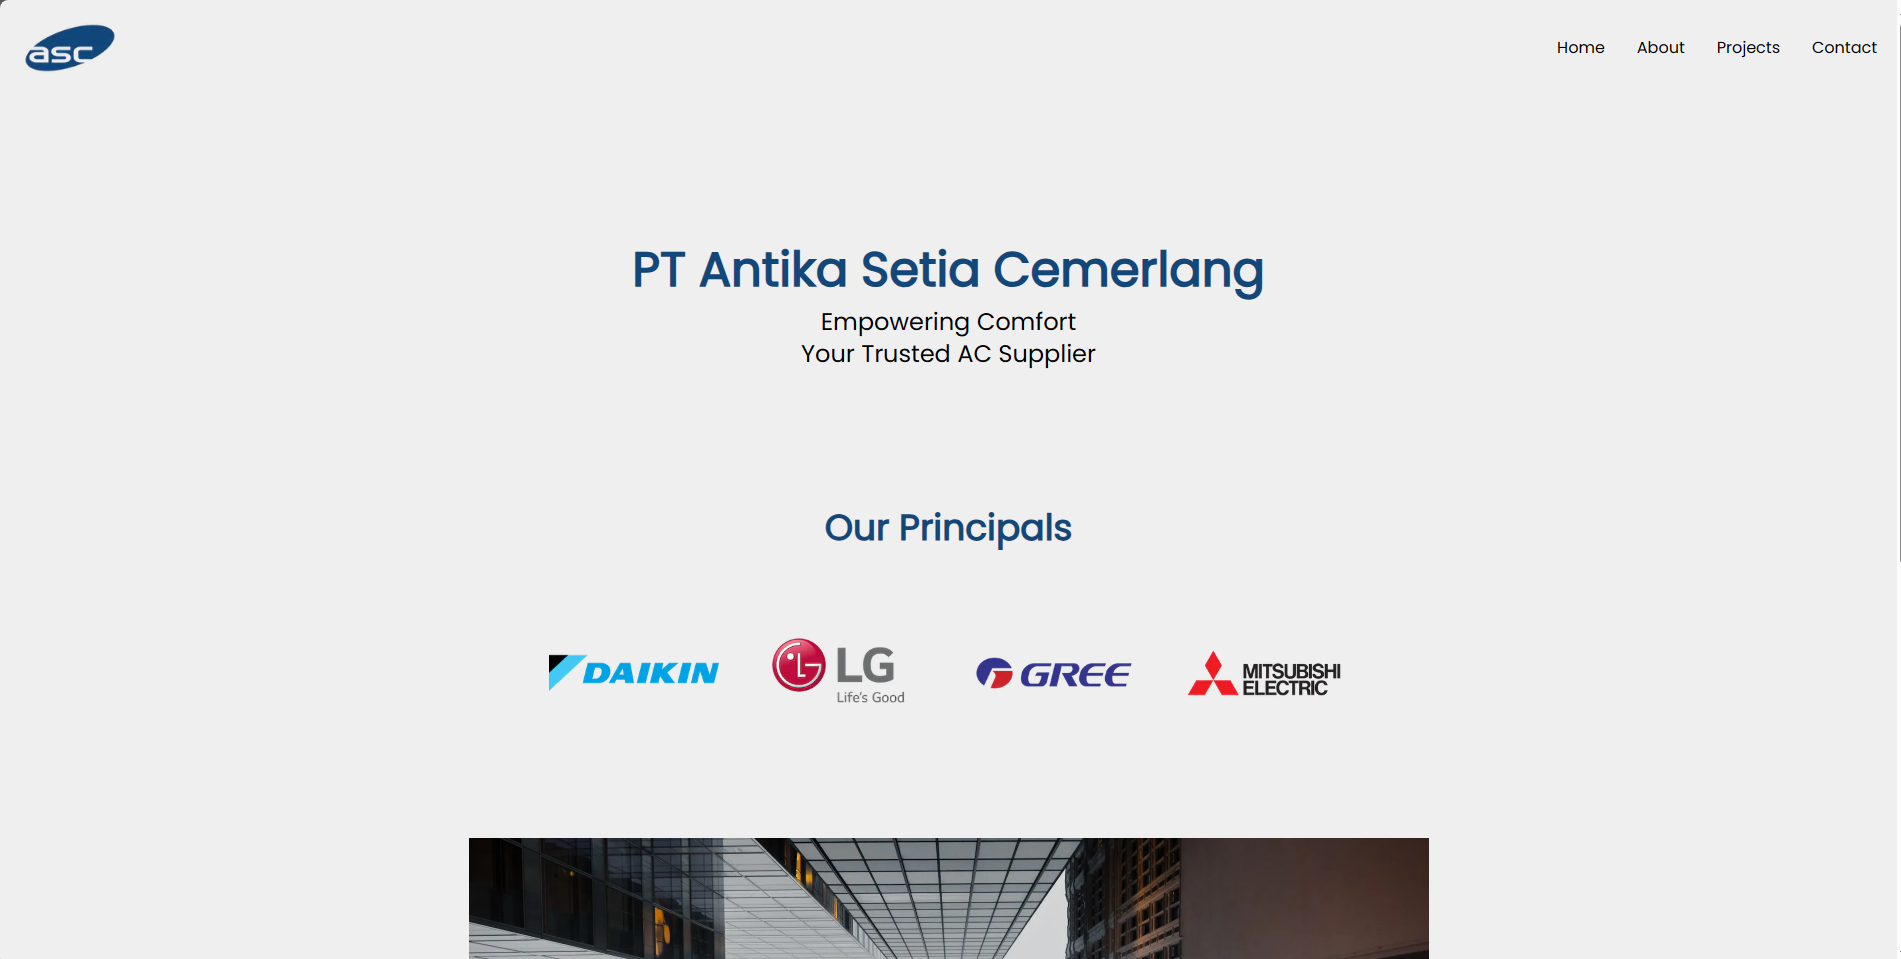 asc
Home About Projects Contact
PT Antika Setia Cemerlang
Empowering Comfort
Your Trusted AC Supplier
Our Principals
DAIKIN
LG
Life's Good
GREE
MITSUBISHI
ELECTRIC